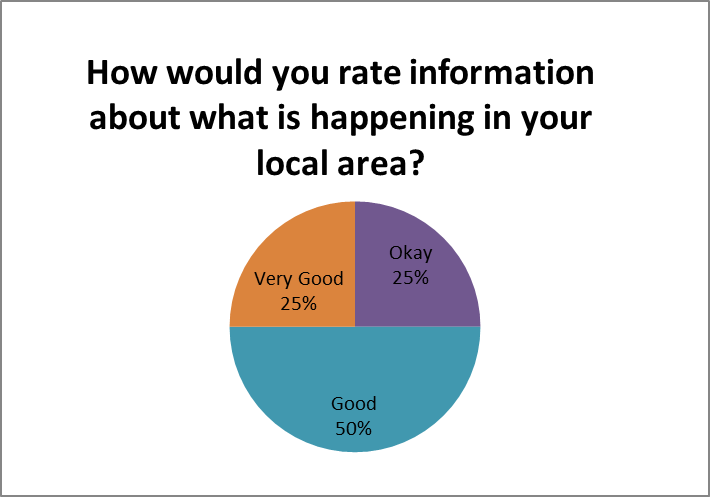 How would you rate information
about what is happening in your
local area?
Okay
25%
Very Good
25%
Good
50%